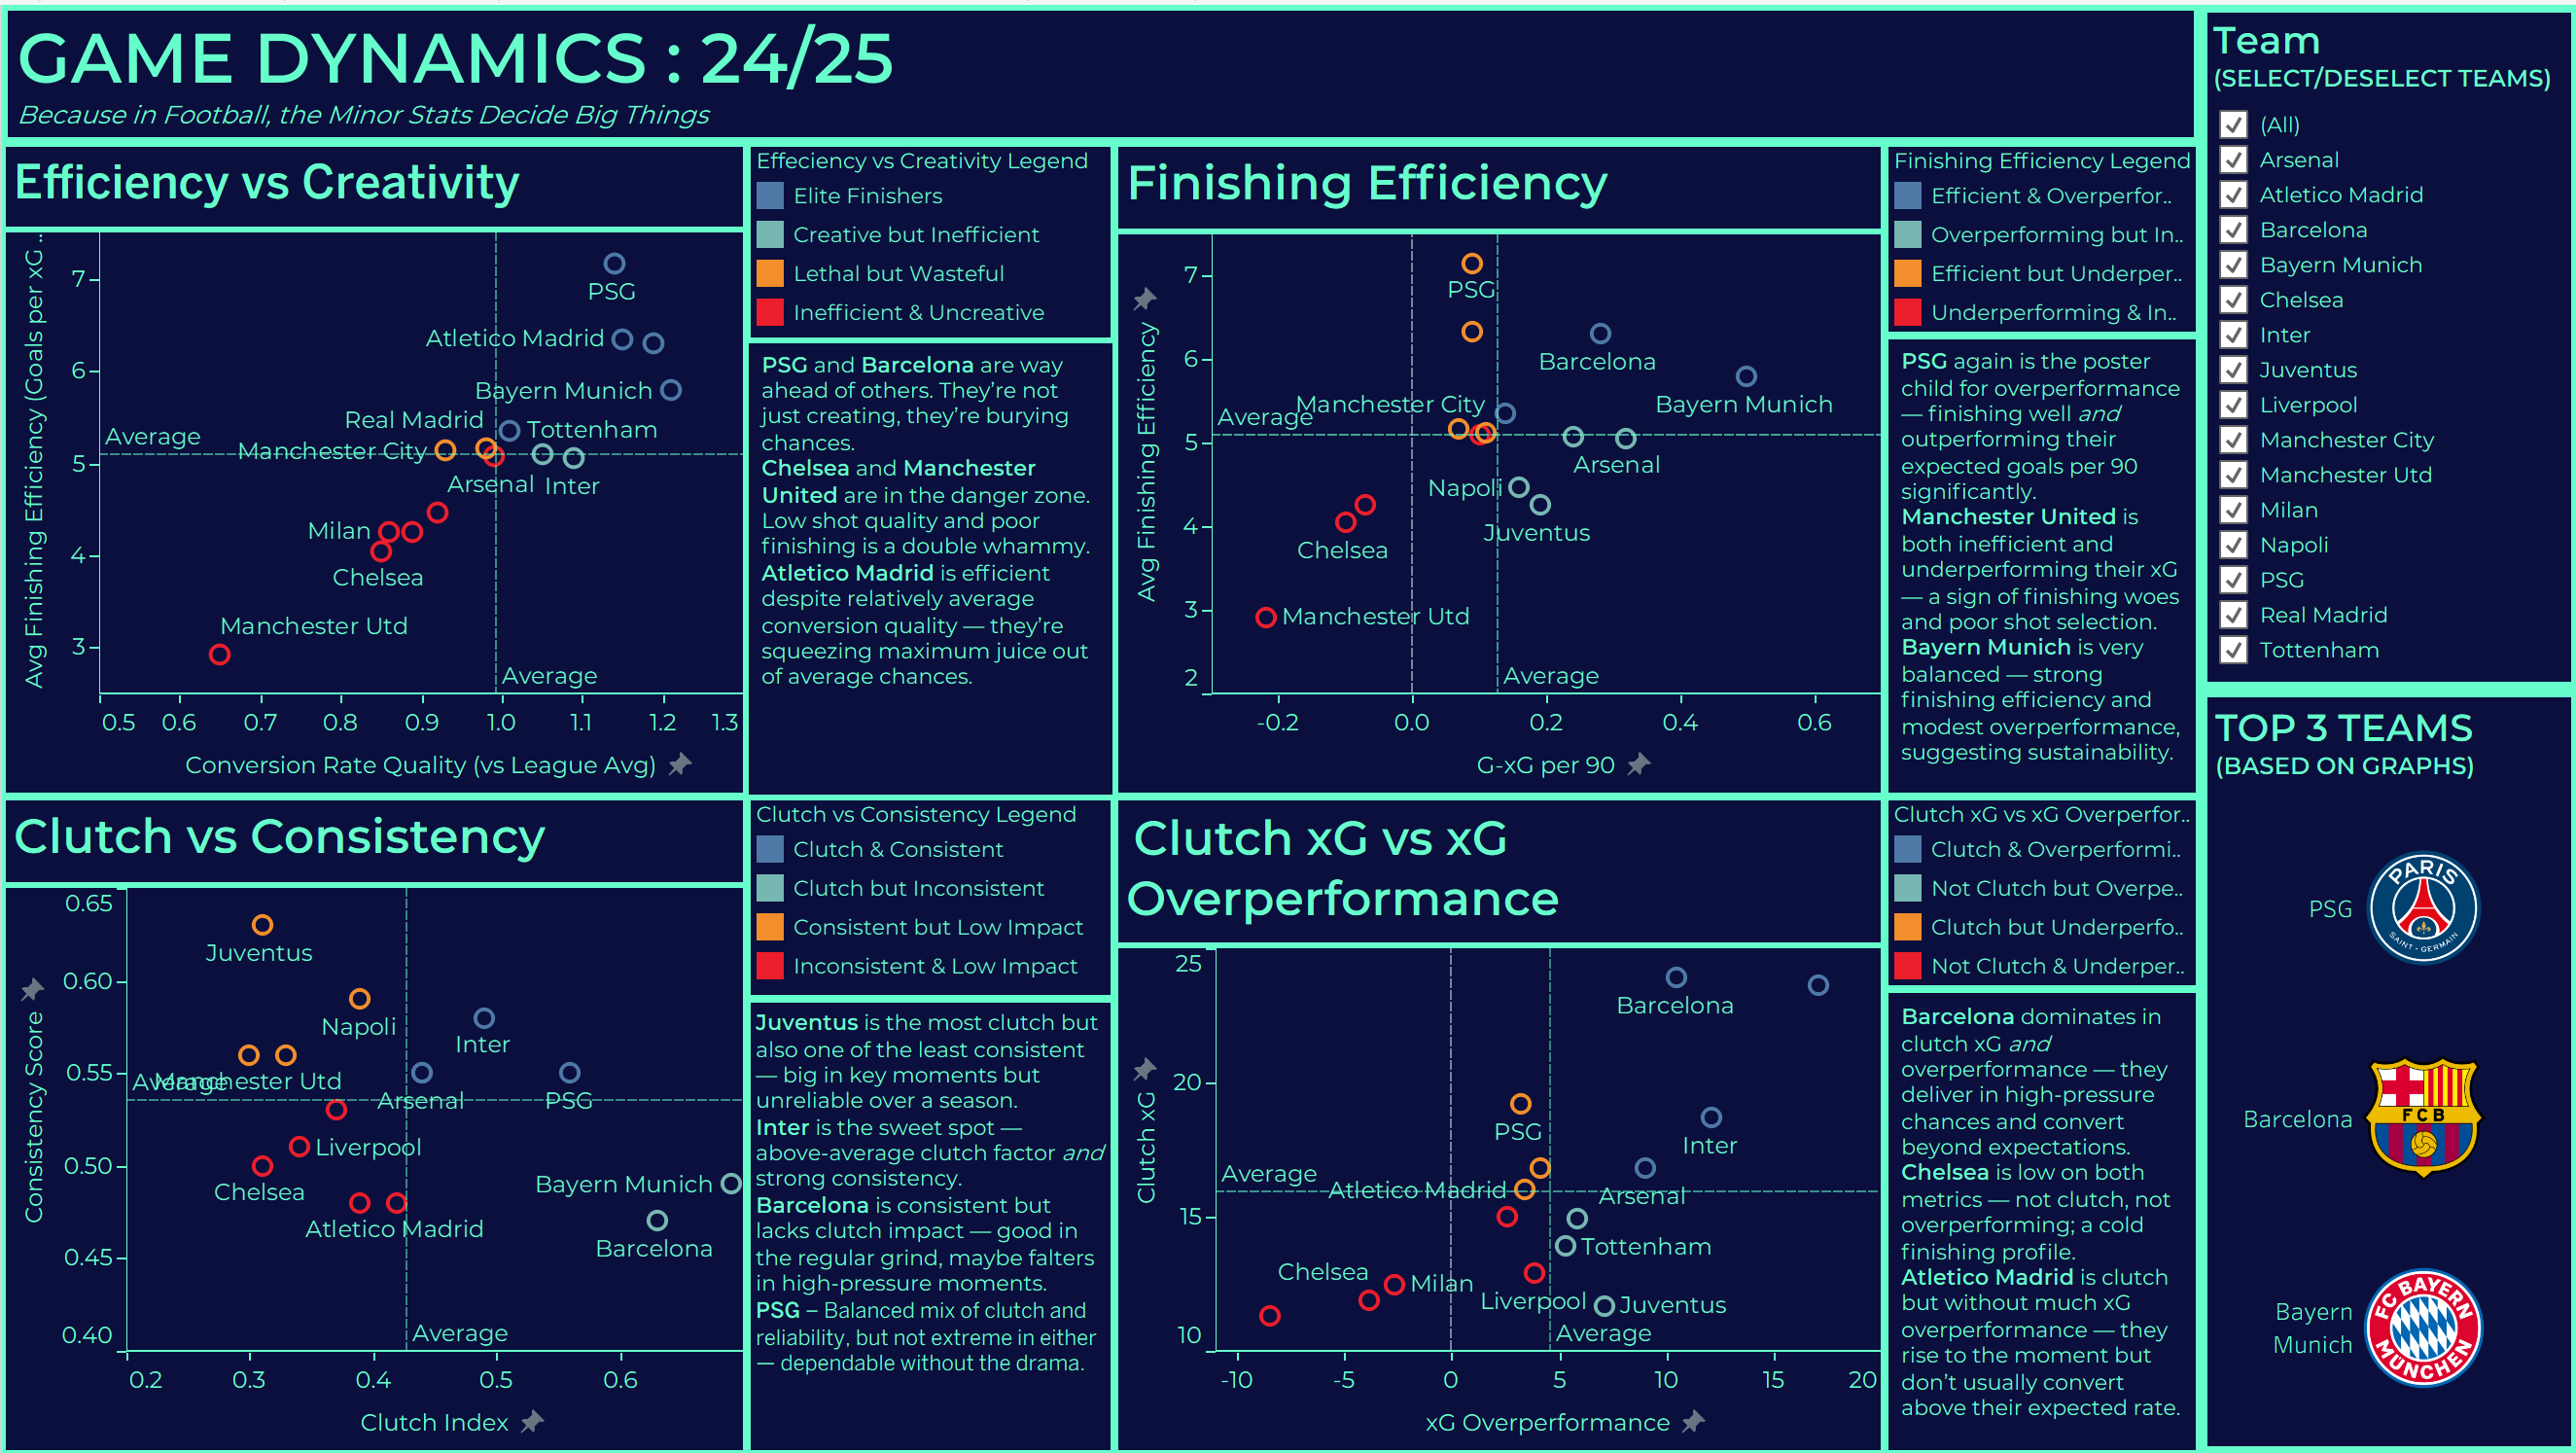 GAME DYNAMICS : 24/25
Because in Football, the Minor Stats Decide Big Things
Efficiency vs Creativity
Avg Finishing Efficiency (Goals per xG ..
7
6
5
4
3
PSG
Atletico Madrid
Bayern Munich
Real Madrid
Tottenham
Average
Manchester City
Arsenal
Inter
Milan
Chelsea
Manchester Utd
Average
0.5 0.6 0.7 0.8 0.9 1.0 1.1 1.2 1.3
Conversion Rate Quality (vs League Avg)
Effeciency vs Creativity Legend
Elite Finishers
Creative but Inefficient
Lethal but Wasteful
Inefficient & Uncreative
PSG and Barcelona are way
ahead of others. They're not
just creating, they're burying
chances.
Chelsea and Manchester
United are in the danger zone.
Low shot quality and poor
finishing is a double whammy.
Atletico Madrid is efficient
despite relatively average
conversion quality — they're
squeezing maximum juice out
of average chances.
Finishing Efficiency
Avg Finishing Efficiency
7
6
5
4
3
2
PSG
Barcelona
Bayern Munich
Manchester City
Average
Arsenal
Napoli
Juventus
Chelsea
Manchester Utd
Average
-0.2 0.0 0.2 0.4 0.6
G-xG per 90
Finishing Efficiency Legend
Efficient & Overperfor..
Overperforming but In..
Efficient but Underper..
Underperforming & In..
PSG again is the poster
child for overperformance
— finishing well and
outperforming their
expected goals per 90
significantly.
Manchester United is
both inefficient and
underperforming their xG
— a sign of finishing woes
and poor shot selection.
Bayern Munich is very
balanced — strong
finishing efficiency and
modest overperformance,
suggesting sustainability.
Clutch vs Consistency
Consistency Score
0.65
0.60
0.55
0.50
0.45
0.40
Juventus
Napoli
Inter
Average
Manchester Utd
Arsenal
PSG
Liverpool
Chelsea
Bayern Munich
Atletico Madrid
Barcelona
Average
0.2 0.3 0.4 0.5 0.6
Clutch Index
Clutch vs Consistency Legend
Clutch & Consistent
Clutch but Inconsistent
Consistent but Low Impact
Inconsistent & Low Impact
Juventus is the most clutch but
also one of the least consistent
— big in key moments but
unreliable over a season.
Inter is the sweet spot —
above-average clutch factor and
strong consistency.
Barcelona is consistent but
lacks clutch impact — good in
the regular grind, maybe falters
in high-pressure moments.
PSG – Balanced mix of clutch and
reliability, but not extreme in either
— dependable without the drama.
Clutch xG vs xG
Overperformance
Clutch xG
25
20
15
10
Barcelona
PSG
Inter
Average
Atletico Madrid
Arsenal
Tottenham
Chelsea
Milan
Liverpool
Juventus
Average
-10 -5 0 5 10 15 20
xG Overperformance
Clutch xG vs xG Overperfor..
Clutch & Overperformi..
Not Clutch but Overpe..
Clutch but Underperfo..
Not Clutch & Underper..
Barcelona dominates in
clutch xG and
overperformance — they
deliver in high-pressure
chances and convert
beyond expectations.
Chelsea is low on both
metrics — not clutch, not
overperforming; a cold
finishing profile.
Atletico Madrid is clutch
but without much xG
overperformance — they
rise to the moment but
don't usually convert
above their expected rate.
Team
(SELECT/DESELECT TEAMS)
(All)
Arsenal
Atletico Madrid
Barcelona
Bayern Munich
Chelsea
Inter
Juventus
Liverpool
Manchester City
Manchester Utd
Milan
Napoli
PSG
Real Madrid
Tottenham
TOP 3 TEAMS
(BASED ON GRAPHS)
PSG
PARIS
SAINT-GERMAIN
Barcelona
FCB
Bayern
Munich
FC BAYERN
MÜNCHEN